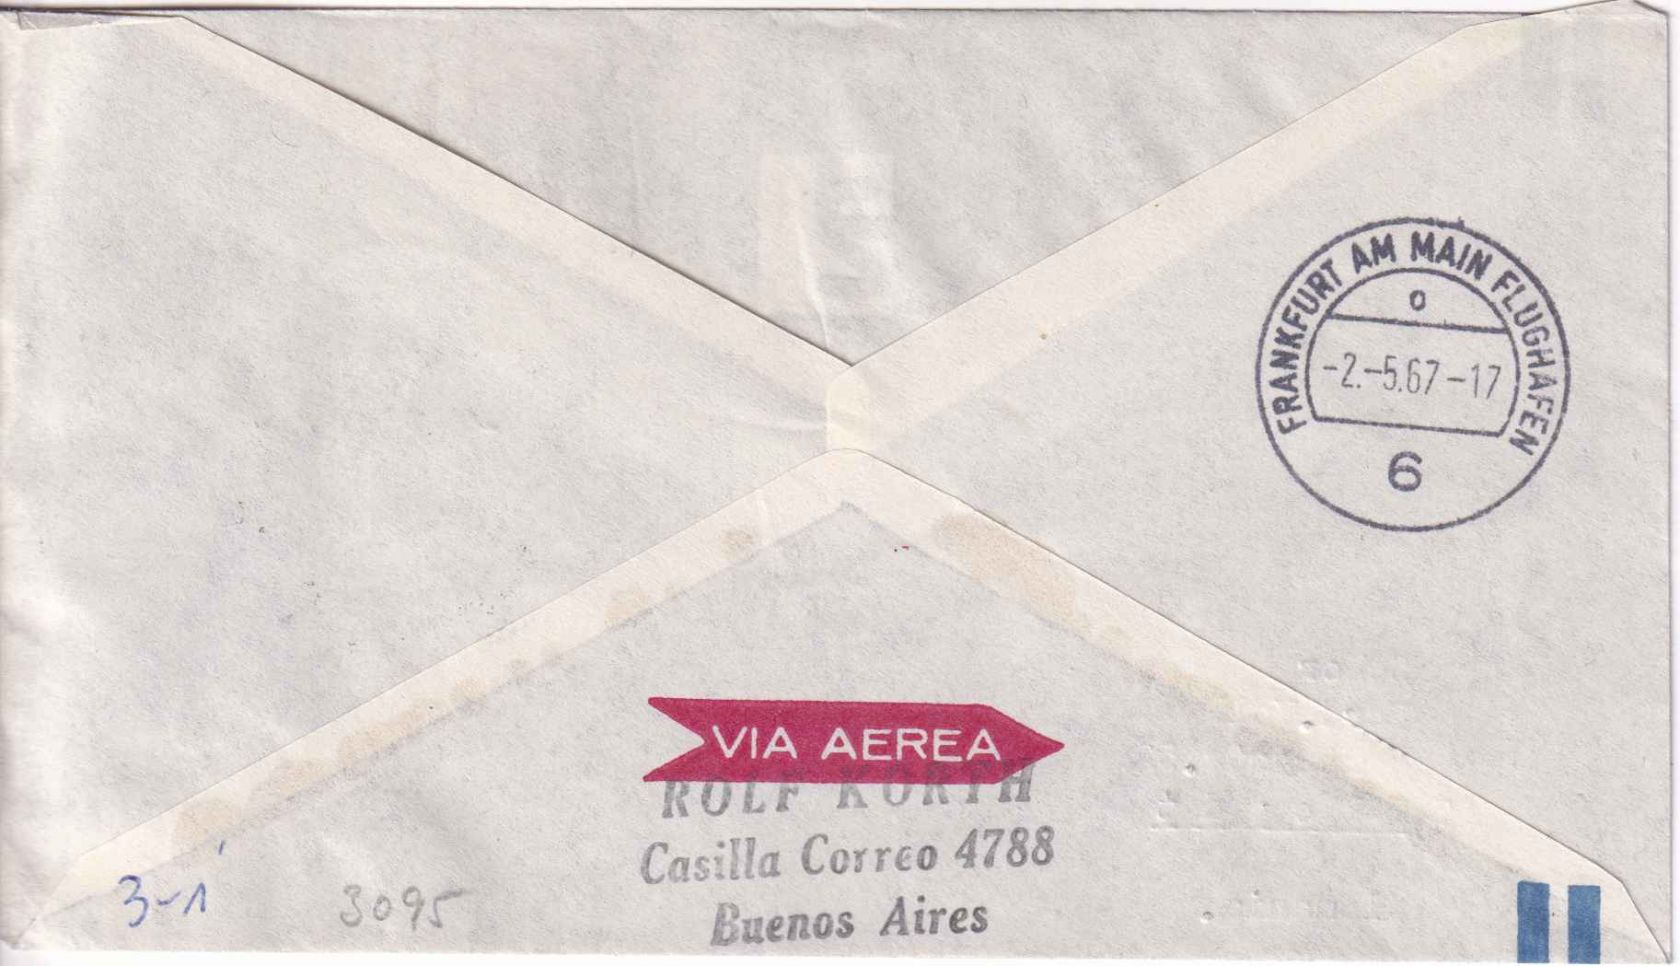 FRANKFURT AM MAIN FLUGHAFEN
o
-2.-5.67-17
6
VIA AEREA
ROLF KORTH
Casilla Correo 4788
Buenos Aires
3-1
3095